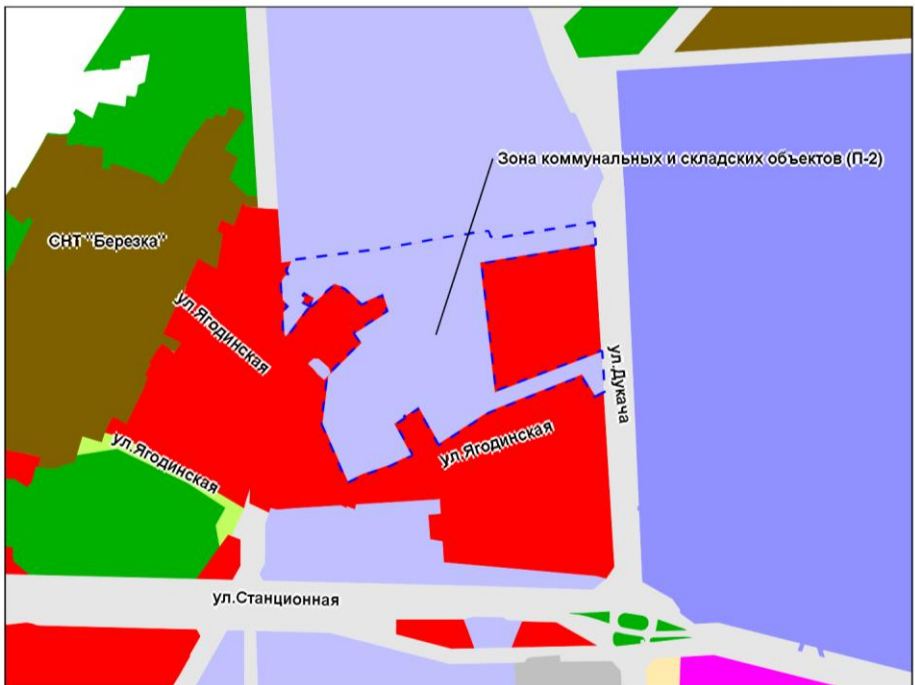 Зона коммунальных и складских объектов (П-2)
СНТ "Березка"
ул.Ягодинская
ул.Дукача
ул.Ягодинская
ул.Ягодинская
ул.Станционная